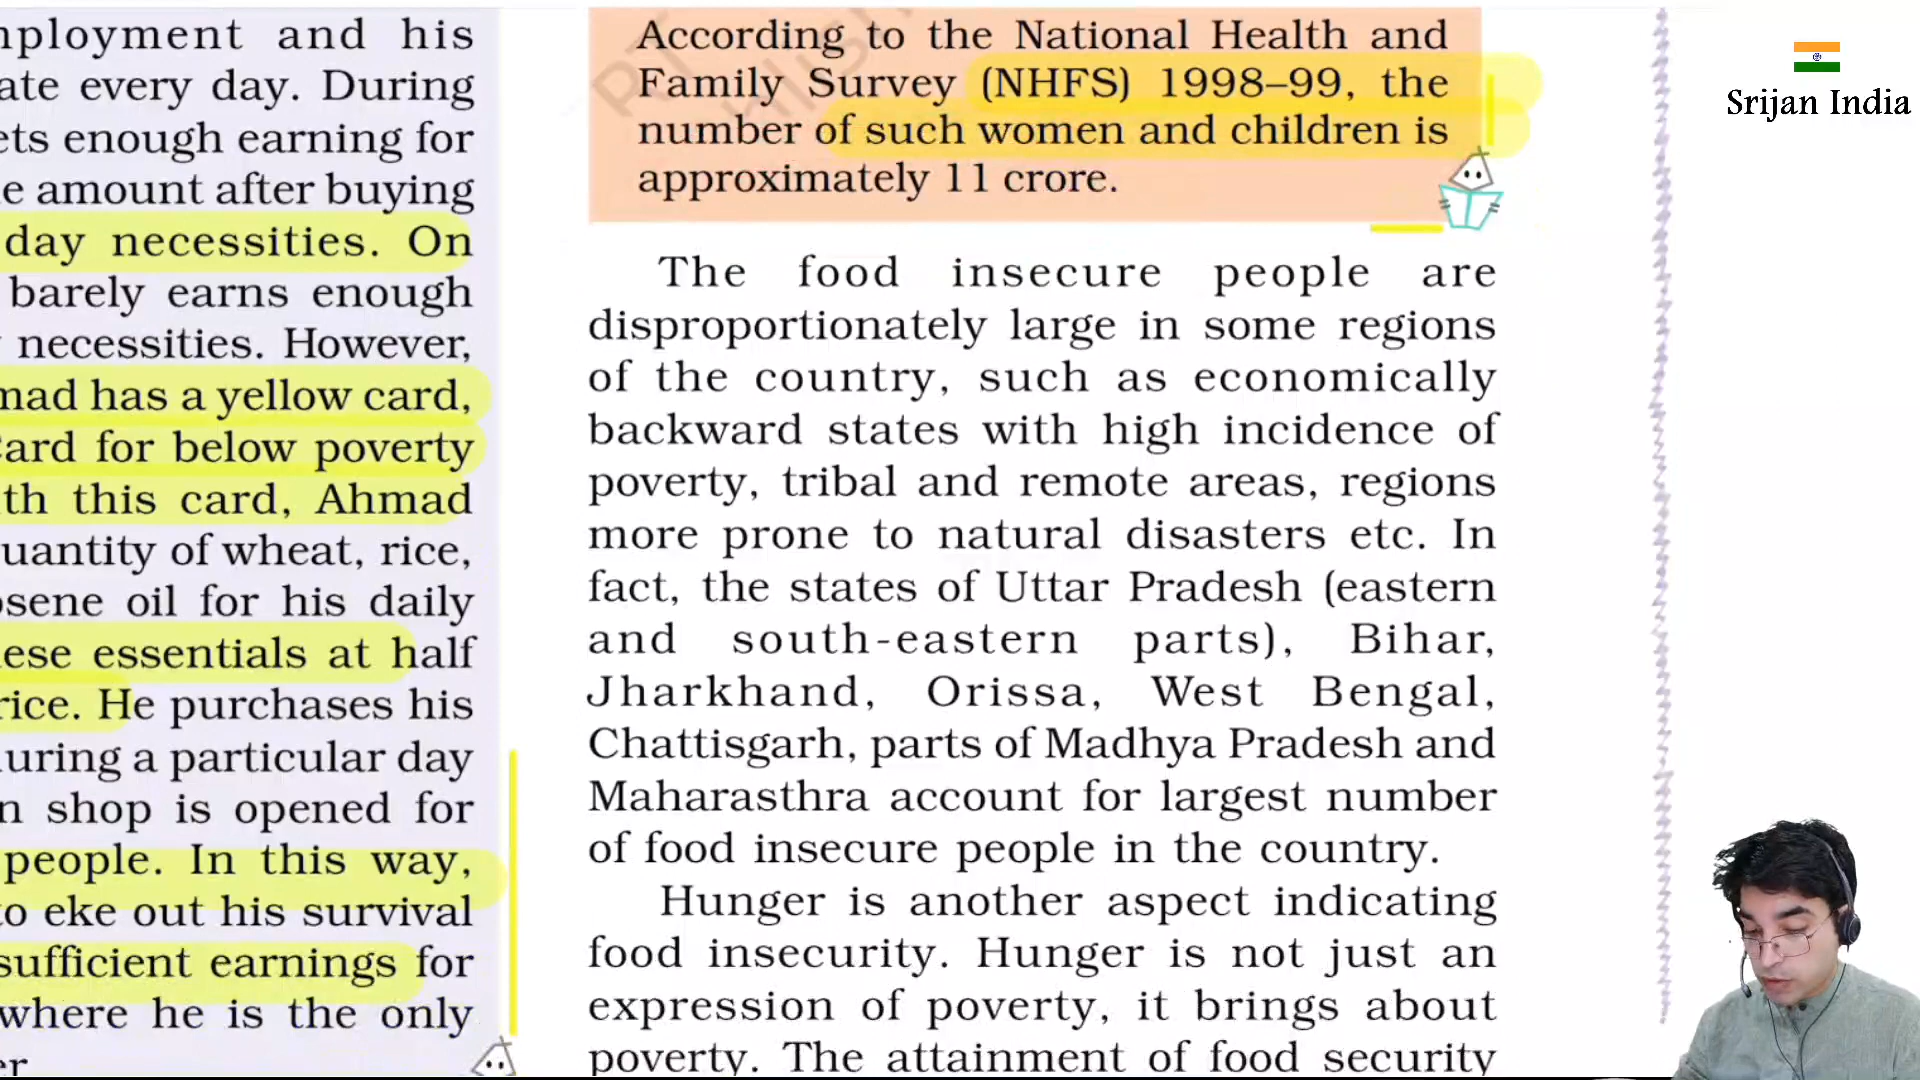 employment and his
ate every day. During
ets enough earning for
e amount after buying
day necessities. On
barely earns enough
necessities. However,
mad has a yellow card,
Card for below poverty
th this card, Ahmad
uantity of wheat, rice,
osene oil for his daily
ese essentials at half
rice. He purchases his
uring a particular day
n shop is opened for
people. In this way,
to eke out his survival
sufficient earnings for
where he is the only
er
According to the National Health and
Family Survey (NHFS) 1998–99, the
number of such women and children is
approximately 11 crore.
The food insecure people are
disproportionately large in some regions
of the country, such as economically
backward states with high incidence of
poverty, tribal and remote areas, regions
more prone to natural disasters etc. In
fact, the states of Uttar Pradesh (eastern
and south-eastern parts), Bihar,
Jharkhand, Orissa, West Bengal,
Chattisgarh, parts of Madhya Pradesh and
Maharasthra account for largest number
of food insecure people in the country.
Hunger is another aspect indicating
food insecurity. Hunger is not just an
expression of poverty, it brings about
poverty. The attainment of food security
Srijan India